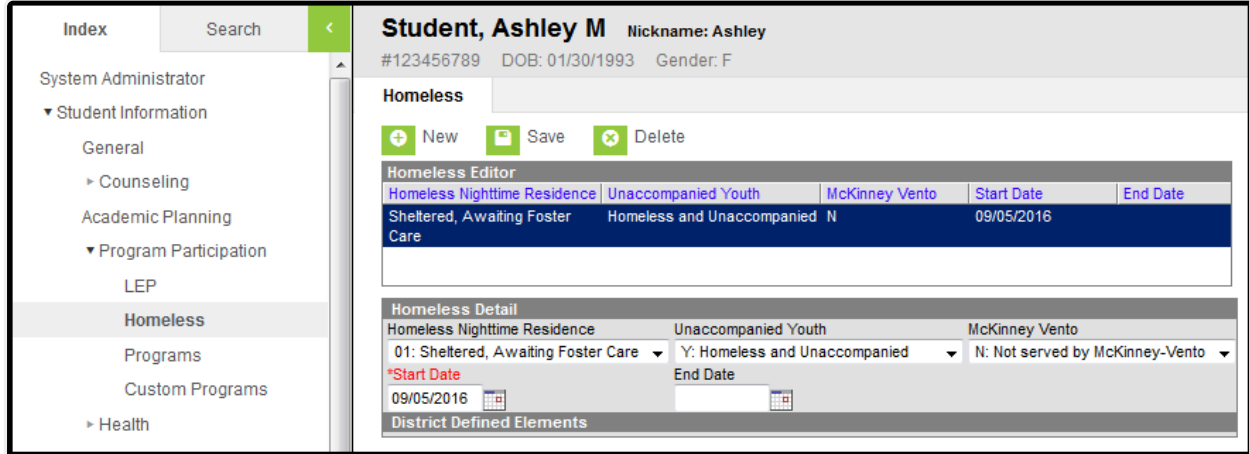 Index Search
System Administrator
Student Information
General
Counseling
Academic Planning
Program Participation
LEP
Homeless
Programs
Custom Programs
Health
Student, Ashley M Nickname: Ashley
#123456789 DOB: 01/30/1993 Gender: F
Homeless
New Save Delete
Homeless Editor
Homeless Nighttime Residence Unaccompanied Youth McKinney Vento Start Date End Date
Sheltered, Awaiting Foster Homeless and Unaccompanied N 09/05/2016
Care
Homeless Detail
Homeless Nighttime Residence Unaccompanied Youth McKinney Vento
01: Sheltered, Awaiting Foster Care Y: Homeless and Unaccompanied N: Not served by McKinney-Vento
*Start Date End Date
09/05/2016
District Defined Elements